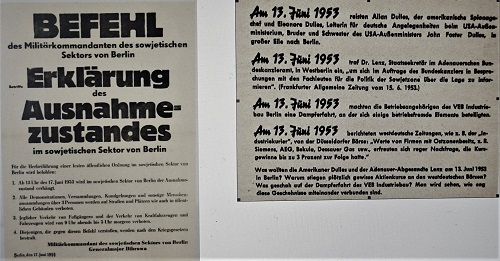 BEFEHL
des Militärkommandanten des sowjetischen
Sektors von Berlin
Betrifft: Erklärung
des
Ausnahme-
zustandes
im sowjetischen Sektor von Berlin
Für die Herbeiführung einer festen öffentlichen Ordnung im sowjetischen Sektor von
Berlin wird befohlen:
1. Ab 13 Uhr des 17. Juni 1953 wird im sowjetischen Sektor von Berlin der Ausnahmezustand
verhängt.
2. Alle Demonstrationen, Versammlungen, Kundgebungen und sonstige Menschen-
ansammlungen über 3 Personen werden auf Straßen und Plätzen wie auch in öffent-
lichen Gebäuden verboten.
3. Jeglicher Verkehr von Fußgängern und der Verkehr von Kraftfahrzeugen und
Fahrzeugen wird von 9 Uhr abends bis 5 Uhr morgens verboten.
4. Diejenigen, die gegen diesen Befehl verstoßen, werden nach den Kriegsgesetzen
bestraft.
Militärkommandant des sowjetischen Sektors von Berlin
Generalmajor Dibrowa
Berlin, den 17. Juni 1953
Am 13. Juni 1953 reisten Allan Dulles, der amerikanische Spionage-
chef und Eleonore Dulles, Leiterin für deutsche Angelegenheiten beim USA-Außen-
ministerium, Bruder und Schwester des USA-Außenministers John Foster Dulles, in
großer Eile nach Berlin.
Am 13. Juni 1953 traf Dr. Lenz, Staatssekretär im Adenauerschen Bun-
deskanzleramt, in Westberlin ein, „um sich im Auftrage des Bundeskanzlers in Besprech-
ungen mit den Fachleuten für die Politik der Sowjetzone über die Lage zu infor-
mieren". (Frankfurter Allgemeine Zeitung vom 15. 6. 1953.)
Am 13. Juni 1953 machten die Betriebsangehörigen des VEB Industrie-
bau Berlin eine Dampferfahrt, an der sich einige betriebsfremde Elemente beteiligten.
Am 13. Juni 1953 berichteten westdeutsche Zeitungen, wie z. B. der „In-
dustriekurier", von der Düsseldorfer Börse: „Werte von Firmen mit Ostzonenbesitz, z. B.
Siemens, AEG, Bekula, Dessauer Gas usw. erfreuten sich reger Nachfrage, die Kurs-
gewinne bis zu 3 Prozent zur Folge hatte."
Was wollten die Amerikaner Dulles und der Adenauer-Abgesandte Lenz am 13. Juni 1953
in Berlin? Warum stiegen plötzlich gewisse Aktienkurse an den westdeutschen Börsen?
Was geschah auf der Dampferfahrt des VEB Industriebau? Man wird sehen, wie eng
diese Geschehnisse miteinander verbunden sind.